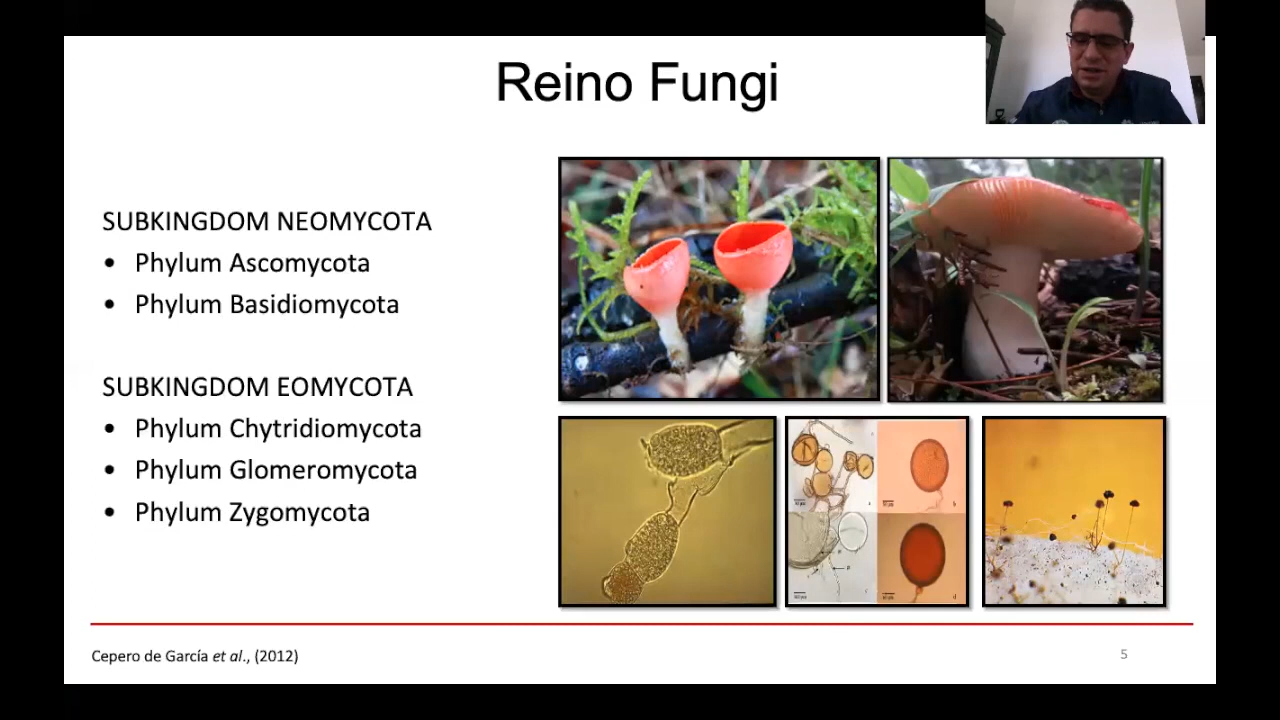 Reino Fungi
SUBKINGDOM NEOMYCOTA
• Phylum Ascomycota
• Phylum Basidiomycota
SUBKINGDOM EOMYCOTA
• Phylum Chytridiomycota
• Phylum Glomeromycota
• Phylum Zygomycota
Cepero de García et al., (2012)
5